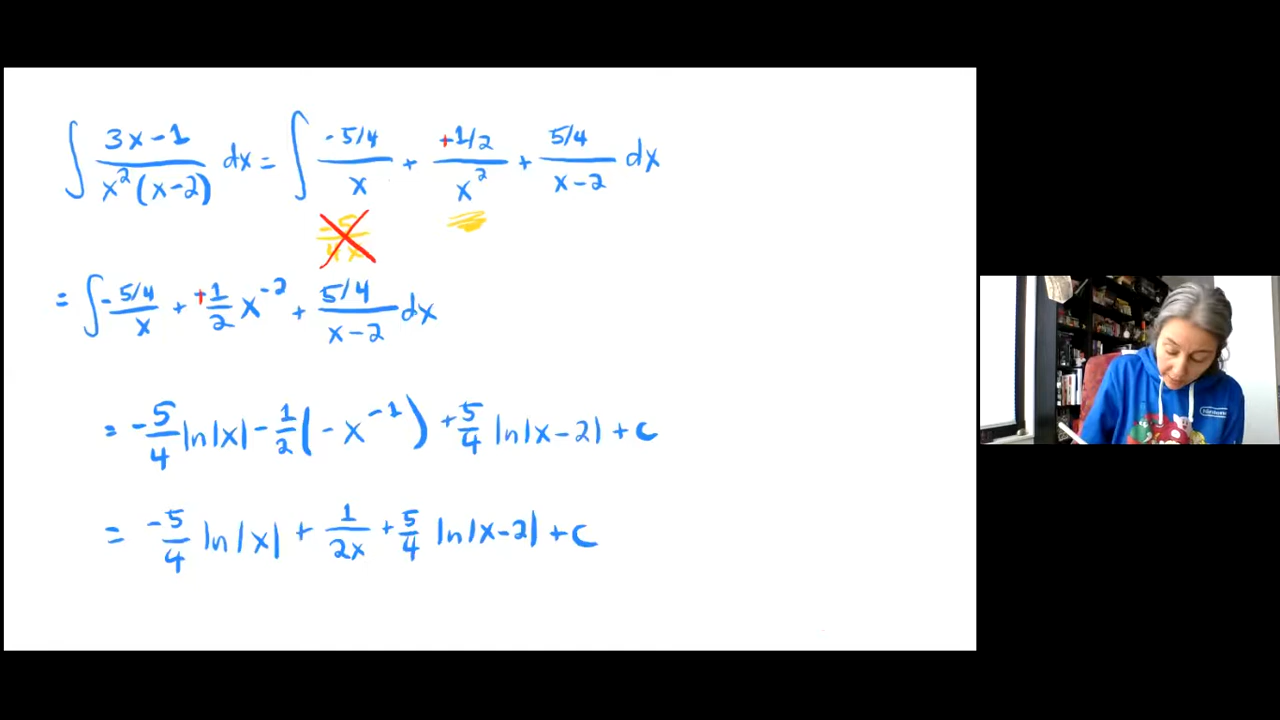 ∫ 3x-1 / x²(x-2) dx = ∫ -5/4 / x + +1/2 / x² + 5/4 / x-2 dx
-5 / 4x
= ∫ -5/4 / x + +1/2 x⁻² + 5/4 / x-2 dx
= -5/4 ln|x| - 1/2 (-x⁻¹) + 5/4 ln|x-2| + C
= -5/4 ln|x| + 1/2x + 5/4 ln|x-2| + C